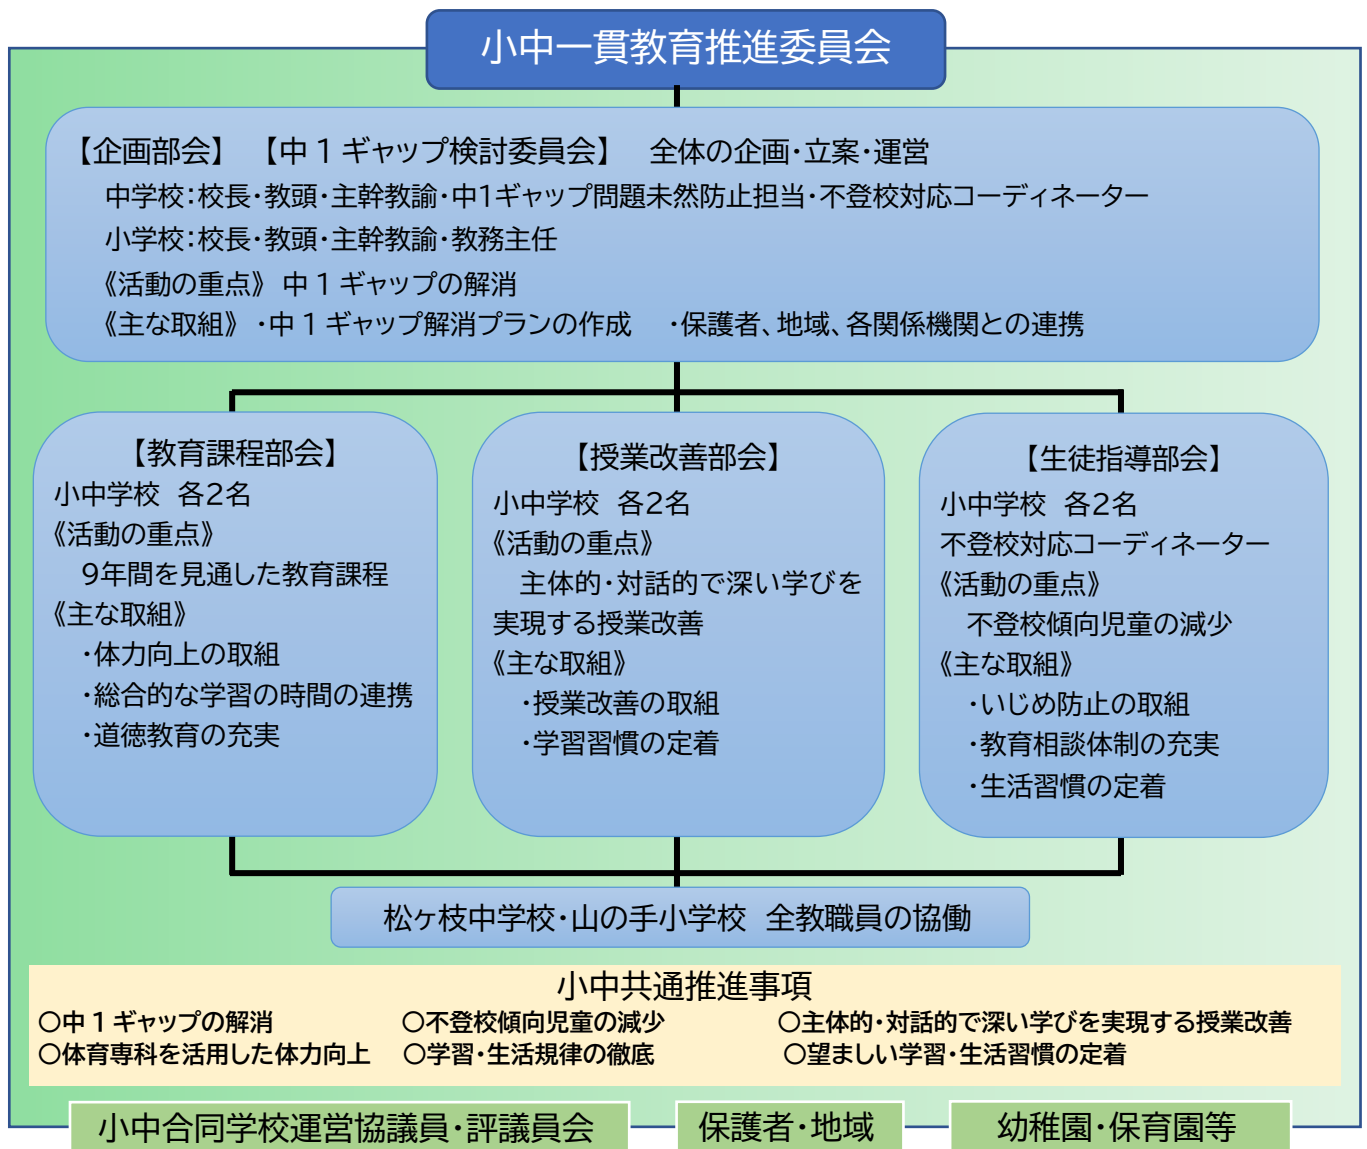 小中一貫教育推進委員会
【企画部会】 【中1ギャップ検討委員会】 全体の企画・立案・運営
中学校：校長・教頭・主幹教諭・中1ギャップ問題未然防止担当・不登校対応コーディネーター
小学校：校長・教頭・主幹教諭・教務主任
《活動の重点》 中1ギャップの解消
《主な取組》 ・中1ギャップ解消プランの作成 ・保護者、地域、各関係機関との連携
【教育課程部会】
小中学校 各2名
《活動の重点》
9年間を見通した教育課程
《主な取組》
・体力向上の取組
・総合的な学習の時間の連携
・道徳教育の充実
【授業改善部会】
小中学校 各2名
《活動の重点》
主体的・対話的で深い学びを
実現する授業改善
《主な取組》
・授業改善の取組
・学習習慣の定着
【生徒指導部会】
小中学校 各2名
不登校対応コーディネーター
《活動の重点》
不登校傾向児童の減少
《主な取組》
・いじめ防止の取組
・教育相談体制の充実
・生活習慣の定着
松ヶ枝中学校・山の手小学校 全教職員の協働
小中共通推進事項
〇中1ギャップの解消 〇不登校傾向児童の減少 〇主体的・対話的で深い学びを実現する授業改善
〇体育専科を活用した体力向上 〇学習・生活規律の徹底 〇望ましい学習・生活習慣の定着
小中合同学校運営協議員・評議員会 保護者・地域 幼稚園・保育園等